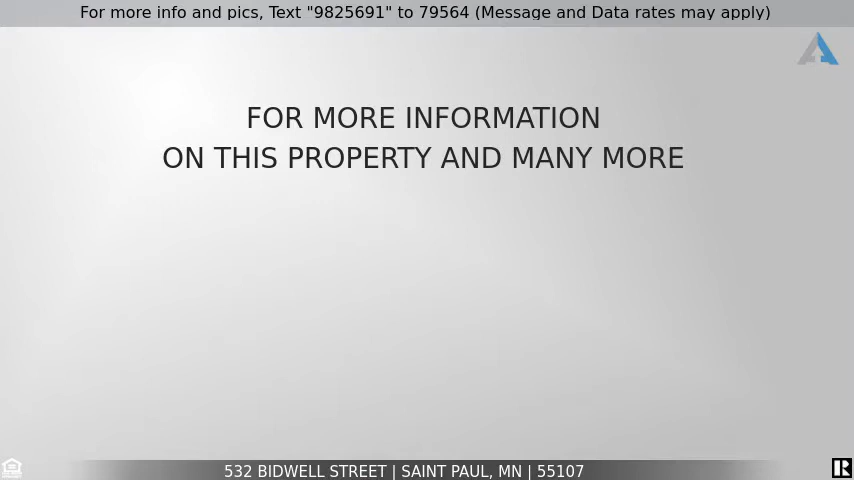 For more info and pics, Text "9825691" to 79564 (Message and Data rates may apply)
FOR MORE INFORMATION
ON THIS PROPERTY AND MANY MORE
532 BIDWELL STREET | SAINT PAUL, MN | 55107